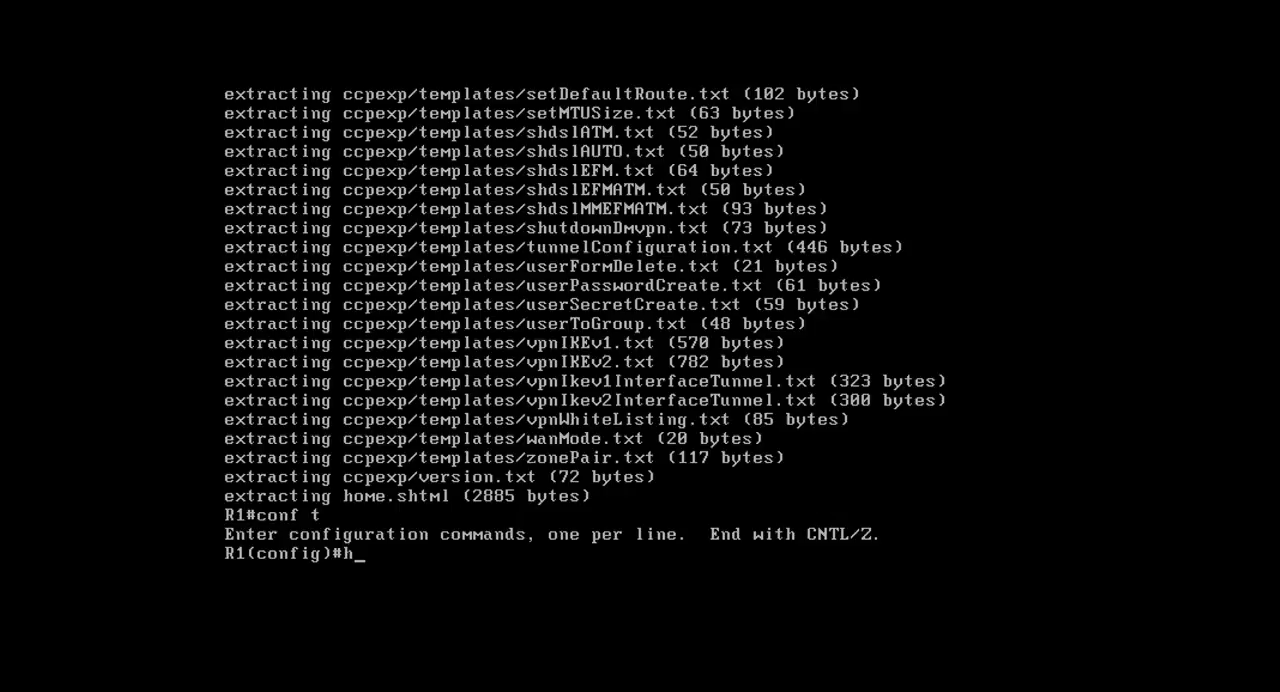 extracting ccpexp/templates/setDefaultRoute.txt (102 bytes)
extracting ccpexp/templates/setMTUSize.txt (63 bytes)
extracting ccpexp/templates/shdslATM.txt (52 bytes)
extracting ccpexp/templates/shdslAUTO.txt (50 bytes)
extracting ccpexp/templates/shdslEFM.txt (64 bytes)
extracting ccpexp/templates/shdslEFMATM.txt (50 bytes)
extracting ccpexp/templates/shdslMMEFMATM.txt (93 bytes)
extracting ccpexp/templates/shutdownDmvpn.txt (73 bytes)
extracting ccpexp/templates/tunnelConfiguration.txt (446 bytes)
extracting ccpexp/templates/userFormDelete.txt (21 bytes)
extracting ccpexp/templates/userPasswordCreate.txt (61 bytes)
extracting ccpexp/templates/userSecretCreate.txt (59 bytes)
extracting ccpexp/templates/userToGroup.txt (48 bytes)
extracting ccpexp/templates/vpnIKEv1.txt (570 bytes)
extracting ccpexp/templates/vpnIKEv2.txt (782 bytes)
extracting ccpexp/templates/vpnIkev1InterfaceTunnel.txt (323 bytes)
extracting ccpexp/templates/vpnIkev2InterfaceTunnel.txt (300 bytes)
extracting ccpexp/templates/vpnWhiteListing.txt (85 bytes)
extracting ccpexp/templates/wanMode.txt (20 bytes)
extracting ccpexp/templates/zonePair.txt (117 bytes)
extracting ccpexp/version.txt (72 bytes)
extracting home.shtml (2885 bytes)
R1#conf t
Enter configuration commands, one per line.  End with CNTL/Z.
R1(config)#h_